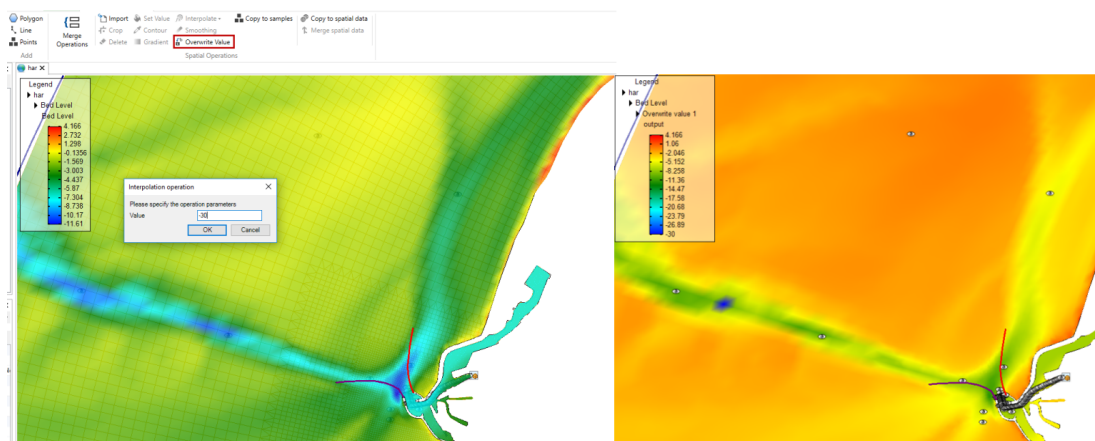 Polygon
Line
Points
Add
Merge
Operations
Import Set Value Interpolate Copy to samples Copy to spatial data
Crop Contour Smoothing Merge spatial data
Delete Gradient Overwrite Value
Spatial Operations
har X
Legend
har
Bed Level
Bed Level
4.166
2.732
1.298
-0.1356
-1.569
-3.003
-4.437
-5.87
-7.304
-8.738
-10.17
-11.61
Interpolation operation
Please specify the operation parameters
Value -30
OK Cancel
Legend
har
Bed Level
Overwrite value 1
output
4.166
1.06
-2.046
-5.152
-8.258
-11.36
-14.47
-17.58
-20.68
-23.79
-26.89
-30